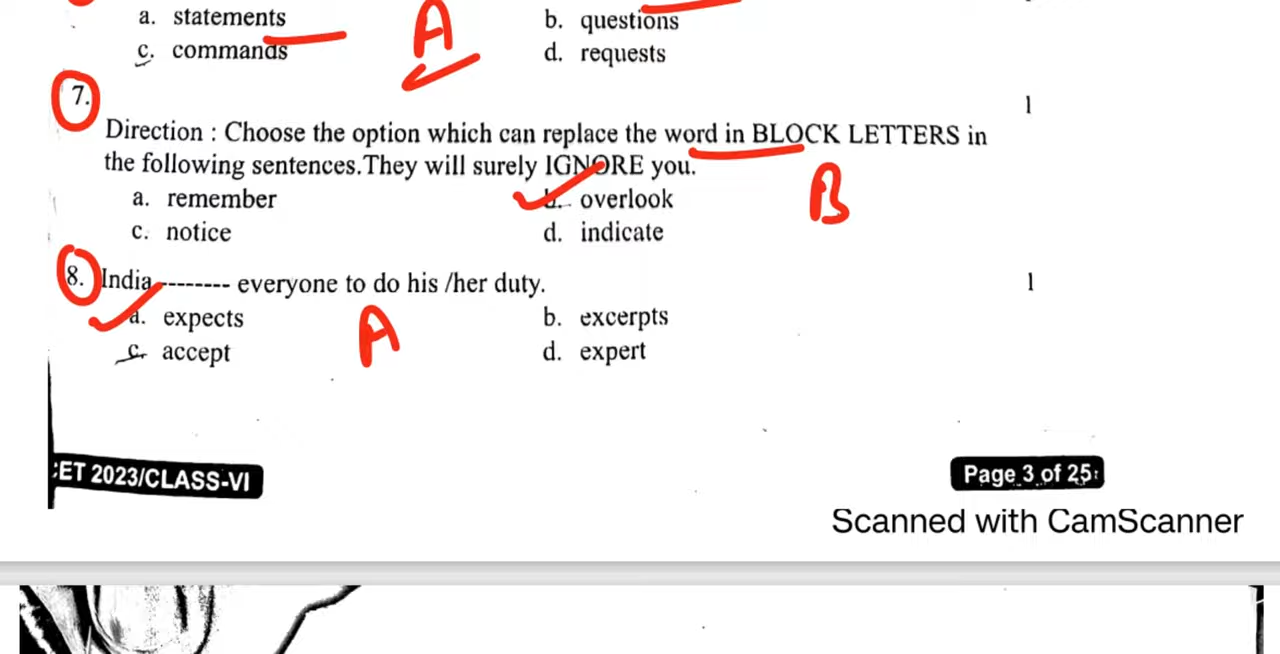 a. statements b. questions
A
c. commands d. requests
7. 1
Direction : Choose the option which can replace the word in BLOCK LETTERS in
the following sentences.They will surely IGNORE you.
a. remember b. overlook
B
c. notice d. indicate
8. India -------- everyone to do his /her duty. 1
a. expects b. excerpts
A
c. accept d. expert
ET 2023/CLASS-VI Page 3 of 25
Scanned with CamScanner